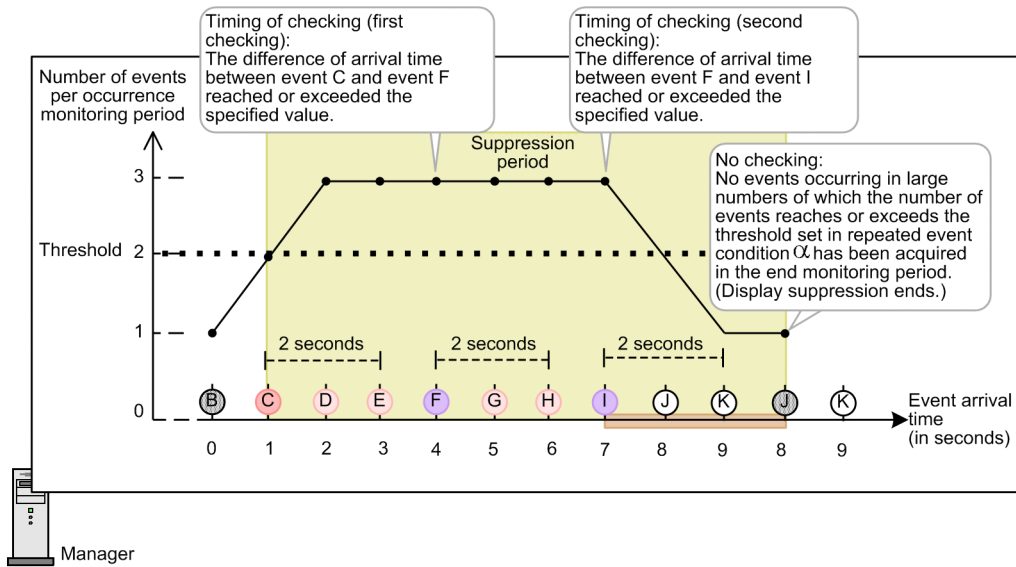 Timing of checking (first
checking):
The difference of arrival time
between event C and event F
reached or exceeded the
specified value.
Timing of checking (second
checking):
The difference of arrival time
between event F and event I
reached or exceeded the
specified value.
Number of events
per occurrence
monitoring period
Suppression
period
No checking:
No events occurring in large
numbers of which the number of
events reaches or exceeds the
threshold set in repeated event
condition α has been acquired
in the end monitoring period.
(Display suppression ends.)
3
Threshold 2
1
0
2 seconds 2 seconds 2 seconds
B C D E F G H I J K J K
0 1 2 3 4 5 6 7 8 9 8 9
Event arrival
time
(in seconds)
Manager